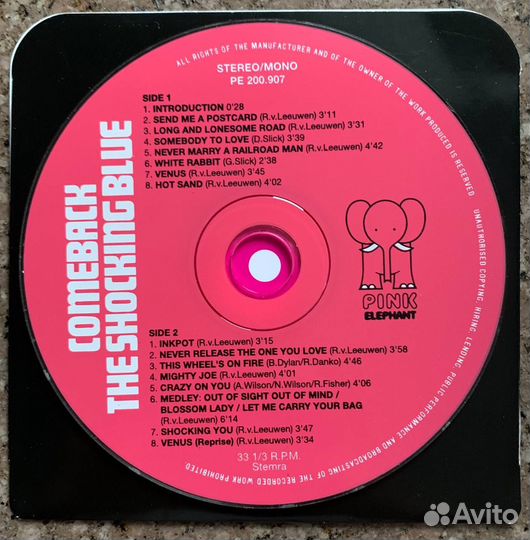 ALL RIGHTS OF THE MANUFACTURER AND OF THE OWNER OF THE WORK PRODUCED IS RESERVED
UNAUTHORISED COPYING, HIRING, LENDING, PUBLIC PERFORMANCE AND BROADCASTING OF THE RECORDED WORK PROHIBITED
STEREO/MONO
PE 200.907
SIDE 1
1. INTRODUCTION 0'28
2. SEND ME A POSTCARD (R.v.Leeuwen) 3'11
3. LONG AND LONESOME ROAD (R.v.Leeuwen) 3'31
4. SOMEBODY TO LOVE (D.Slick) 3'39
5. NEVER MARRY A RAILROAD MAN (R.v.Leeuwen) 4'42
6. WHITE RABBIT (G.Slick) 2'38
7. VENUS (R.v.Leeuwen) 3'45
8. HOT SAND (R.v.Leeuwen) 4'02
COMEBACK
THE SHOCKING BLUE
PINK
ELEPHANT
SIDE 2
1. INKPOT (R.v.Leeuwen) 3'15
2. NEVER RELEASE THE ONE YOU LOVE (R.v.Leeuwen) 3'58
3. THIS WHEEL'S ON FIRE (B.Dylan/R.Danko) 4'46
4. MIGHTY JOE (R.v.Leeuwen) 4'01
5. CRAZY ON YOU (A.Wilson/N.Wilson/R.Fisher) 4'06
6. MEDLEY: OUT OF SIGHT OUT OF MIND /
BLOSSOM LADY / LET ME CARRY YOUR BAG
(R.v.Leeuwen) 6'14
7. SHOCKING YOU (R.v.Leeuwen) 3'47
8. VENUS (Reprise) (R.v.Leeuwen) 3'34
33 1/3 R.P.M.
Stemra
Avito